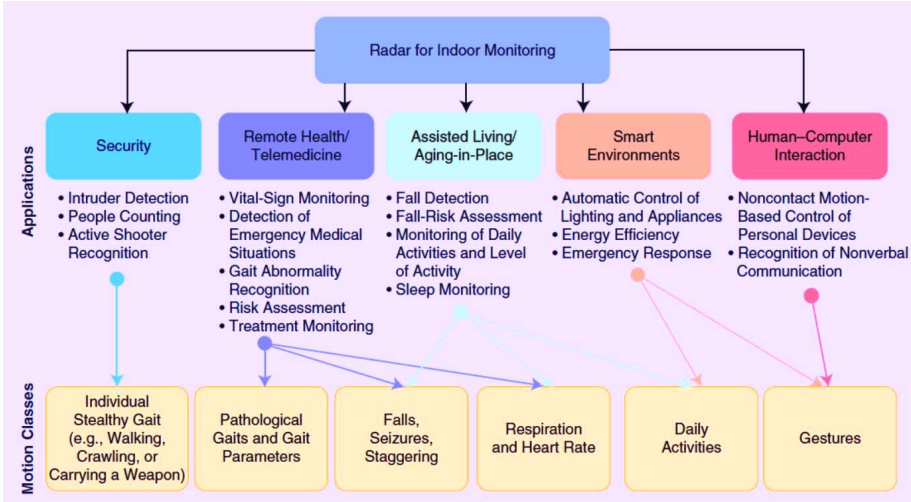 Radar for Indoor Monitoring
Applications
Security
• Intruder Detection
• People Counting
• Active Shooter
Recognition
Remote Health/
Telemedicine
• Vital-Sign Monitoring
• Detection of
Emergency Medical
Situations
• Gait Abnormality
Recognition
• Risk Assessment
• Treatment Monitoring
Assisted Living/
Aging-in-Place
• Fall Detection
• Fall-Risk Assessment
• Monitoring of Daily
Activities and Level
of Activity
• Sleep Monitoring
Smart
Environments
• Automatic Control of
Lighting and Appliances
• Energy Efficiency
• Emergency Response
Human–Computer
Interaction
• Noncontact Motion-
Based Control of
Personal Devices
• Recognition of Nonverbal
Communication
Motion Classes
Individual
Stealthy Gait
(e.g., Walking,
Crawling, or
Carrying a Weapon)
Pathological
Gaits and Gait
Parameters
Falls,
Seizures,
Staggering
Respiration
and Heart Rate
Daily
Activities
Gestures